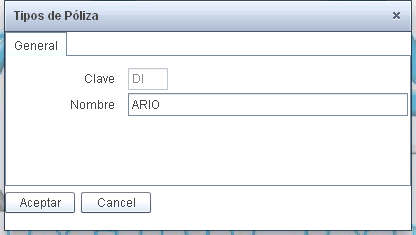 Tipos de Póliza
General
Clave DI
Nombre ARIO
Aceptar Cancel